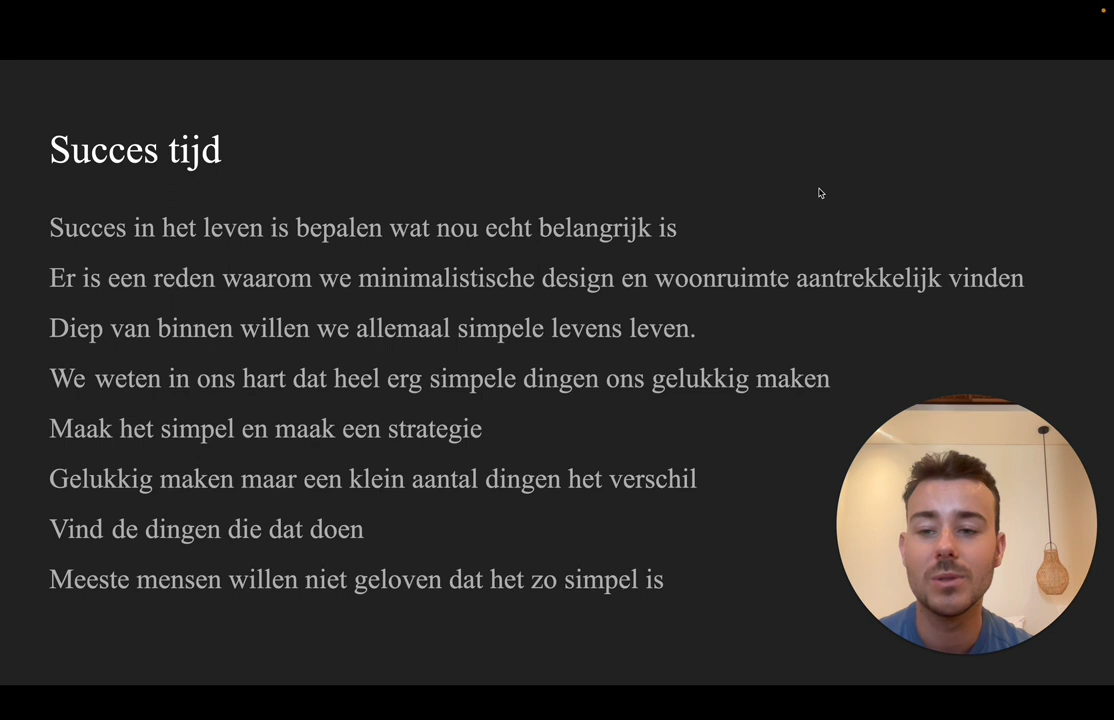 Succes tijd
Succes in het leven is bepalen wat nou echt belangrijk is
Er is een reden waarom we minimalistische design en woonruimte aantrekkelijk vinden
Diep van binnen willen we allemaal simpele levens leven.
We weten in ons hart dat heel erg simpele dingen ons gelukkig maken
Maak het simpel en maak een strategie
Gelukkig maken maar een klein aantal dingen het verschil
Vind de dingen die dat doen
Meeste mensen willen niet geloven dat het zo simpel is